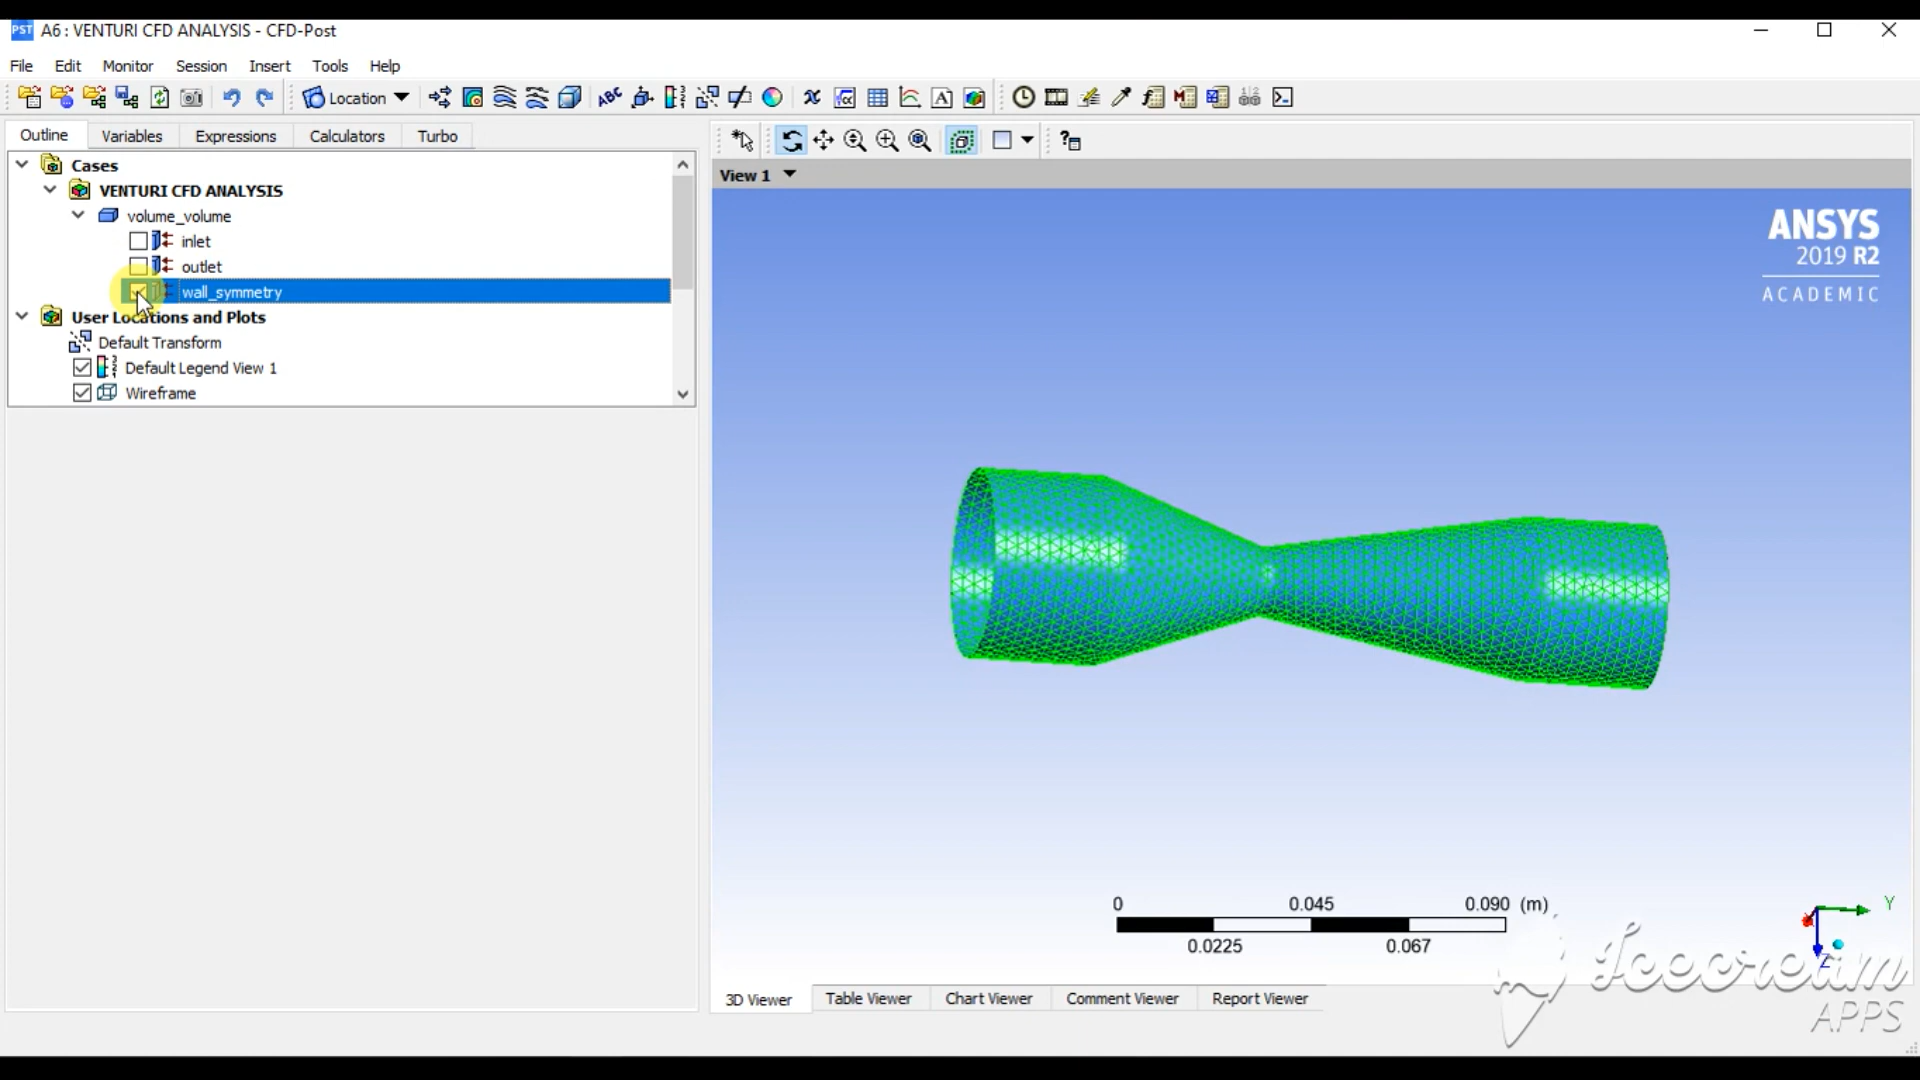 PST A6 : VENTURI CFD ANALYSIS - CFD-Post
File Edit Monitor Session Insert Tools Help
Location
Outline Variables Expressions Calculators Turbo
Cases
VENTURI CFD ANALYSIS
volume_volume
inlet
outlet
wall_symmetry
User Locations and Plots
Default Transform
Default Legend View 1
Wireframe
View 1
ANSYS
2019 R2
ACADEMIC
0 0.045 0.090 (m)
0.0225 0.067
Y
Z
3D Viewer Table Viewer Chart Viewer Comment Viewer Report Viewer
Icecream
APPS